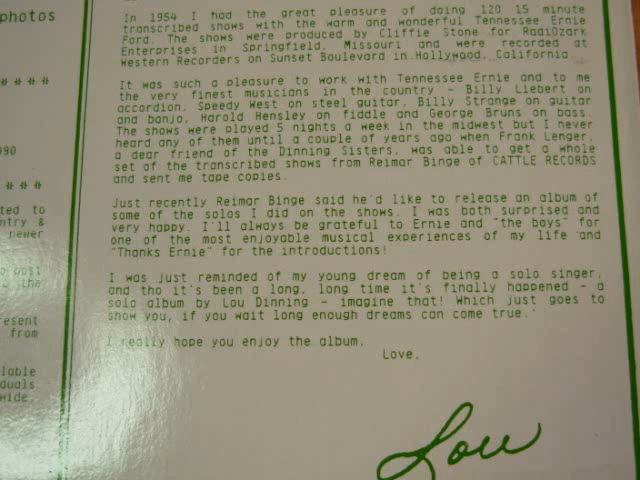 photos
****
990
****
ted to
ntry &
newer
o post
the
resent
from
lable
duals
wide.
In 1954 I had the great pleasure of doing 120 15 minute
transcribed shows with the warm and wonderful Tennessee Ernie
Ford. The shows were produced by Cliffie Stone for RadiOzark
Enterprises in Springfield, Missouri and were recorded at
Western Recorders on Sunset Boulevard in Hollywood, California.
It was such a pleasure to work with Tennessee Ernie and to me
the very finest musicians in the country - Billy Liebert on
accordion, Speedy West on steel guitar, Billy Strange on guitar
and banjo, Harold Hensley on fiddle and George Bruns on bass.
The shows were played 5 nights a week in the midwest but I never
heard any of them until a couple of years ago when Frank Lenger,
a dear friend of the Dinning Sisters, was able to get a whole
set of the transcribed shows from Reimar Binge of CATTLE RECORDS
and sent me tape copies.
Just recently Reimar Binge said he'd like to release an album of
some of the solos I did on the shows. I was both surprised and
very happy. I'll always be grateful to Ernie and "the boys" for
one of the most enjoyable musical experiences of my life and
"Thanks Ernie" for the introductions!
I was just reminded of my young dream of being a solo singer,
and tho it's been a long, long time it's finally happened - a
solo album by Lou Dinning - imagine that! Which just goes to
show you, if you wait long enough dreams can come true.
I really hope you enjoy the album.
Love,
Lou